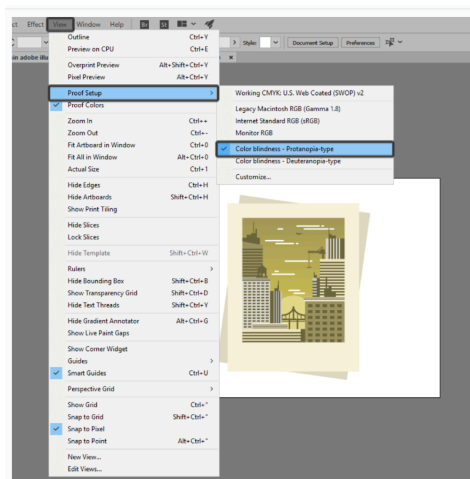 ct Effect View Window Help Br St
Style: Document Setup Preferences
in adobe illu
Outline Ctrl+Y
Preview on CPU Ctrl+E
Overprint Preview Alt+Shift+Ctrl+Y
Pixel Preview Alt+Ctrl+Y
Proof Setup
Proof Colors
Zoom In Ctrl++
Zoom Out Ctrl+-
Fit Artboard in Window Ctrl+0
Fit All in Window Alt+Ctrl+0
Actual Size Ctrl+1
Hide Edges Ctrl+H
Hide Artboards Shift+Ctrl+H
Show Print Tiling
Hide Slices
Lock Slices
Hide Template Shift+Ctrl+W
Rulers
Hide Bounding Box Shift+Ctrl+B
Show Transparency Grid Shift+Ctrl+D
Hide Text Threads Shift+Ctrl+Y
Hide Gradient Annotator Alt+Ctrl+G
Show Live Paint Gaps
Show Corner Widget
Guides
Smart Guides Ctrl+U
Perspective Grid
Show Grid Ctrl+"
Snap to Grid Shift+Ctrl+"
Snap to Pixel
Snap to Point Alt+Ctrl+"
New View...
Edit Views...
Working CMYK: U.S. Web Coated (SWOP) v2
Legacy Macintosh RGB (Gamma 1.8)
Internet Standard RGB (sRGB)
Monitor RGB
Color blindness - Protanopia-type
Color blindness - Deuteranopia-type
Customize...